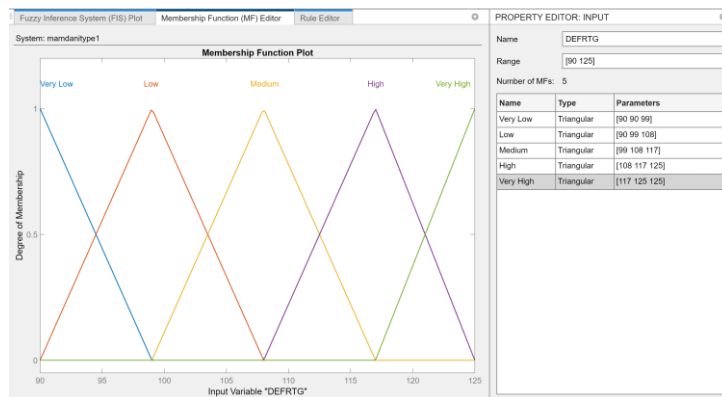 Fuzzy Inference System (FIS) Plot
Membership Function (MF) Editor
Rule Editor
System: mamdanitype1
Membership Function Plot
Very Low
Low
Medium
High
Very High
1
0.5
0
Degree of Membership
90
95
100
105
110
115
120
125
Input Variable "DEFRTG"
PROPERTY EDITOR: INPUT
Name DEFRTG
Range [90 125]
Number of MFs: 5
Name Type Parameters
Very Low Triangular [90 90 99]
Low Triangular [90 99 108]
Medium Triangular [99 108 117]
High Triangular [108 117 125]
Very High Triangular [117 125 125]